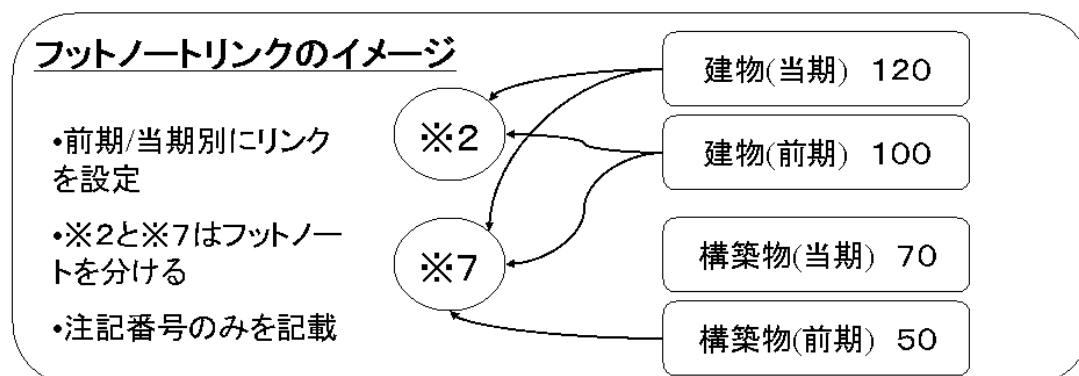 フットノートリンクのイメージ
•前期/当期別にリンク
を設定
•※2と※7はフットノー
トを分ける
•注記番号のみを記載
※2
※7
建物(当期) 120
建物(前期) 100
構築物(当期) 70
構築物(前期) 50